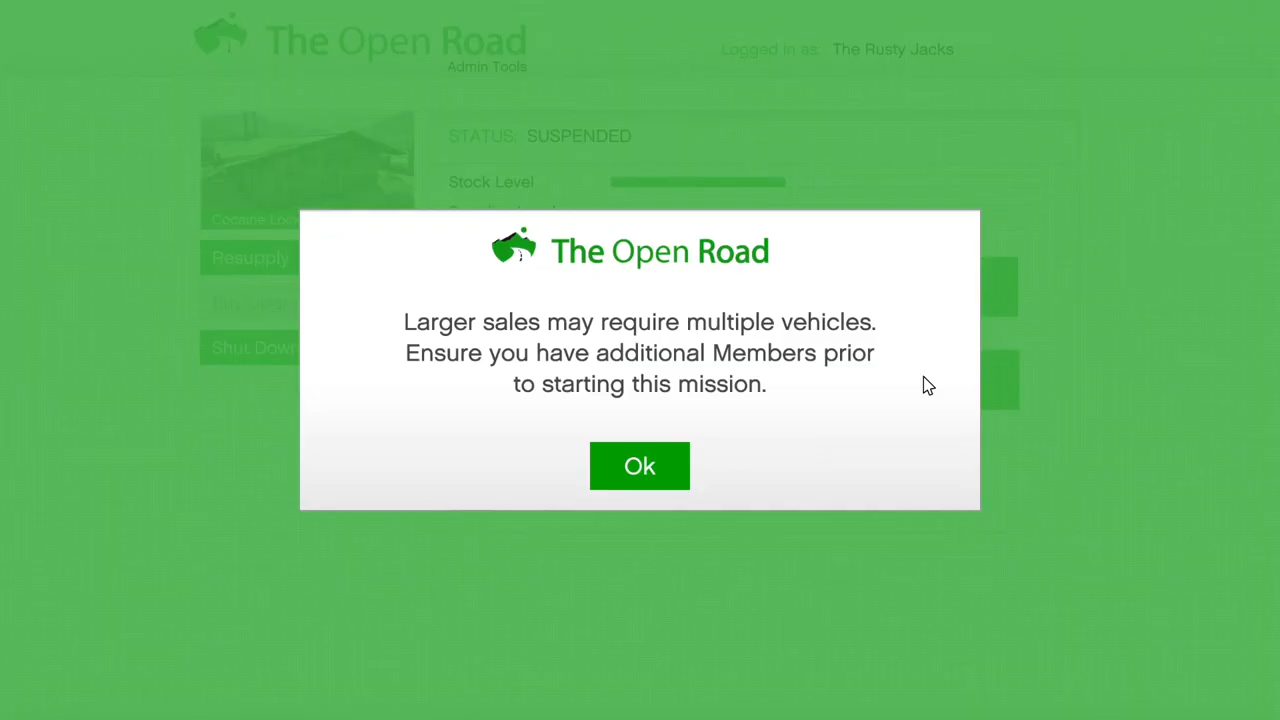 The Open Road
Admin Tools
Logged in as: The Rusty Jacks
STATUS: SUSPENDED
Stock Level
Cocaine
Resupply
Shut Down
The Open Road
Larger sales may require multiple vehicles.
Ensure you have additional Members prior
to starting this mission.
Ok